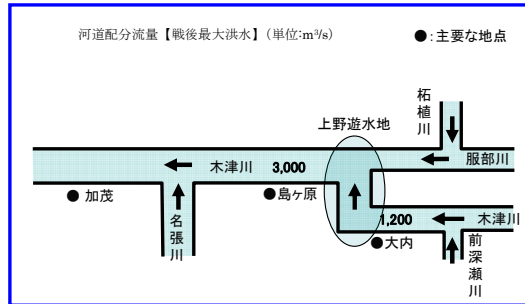 河道配分流量【戦後最大洪水】（単位:m³/s）
●:主要な地点
柘植川
上野遊水地
服部川
木津川
3,000
●加茂
名張川
●島ヶ原
1,200
木津川
●大内
前深瀬川